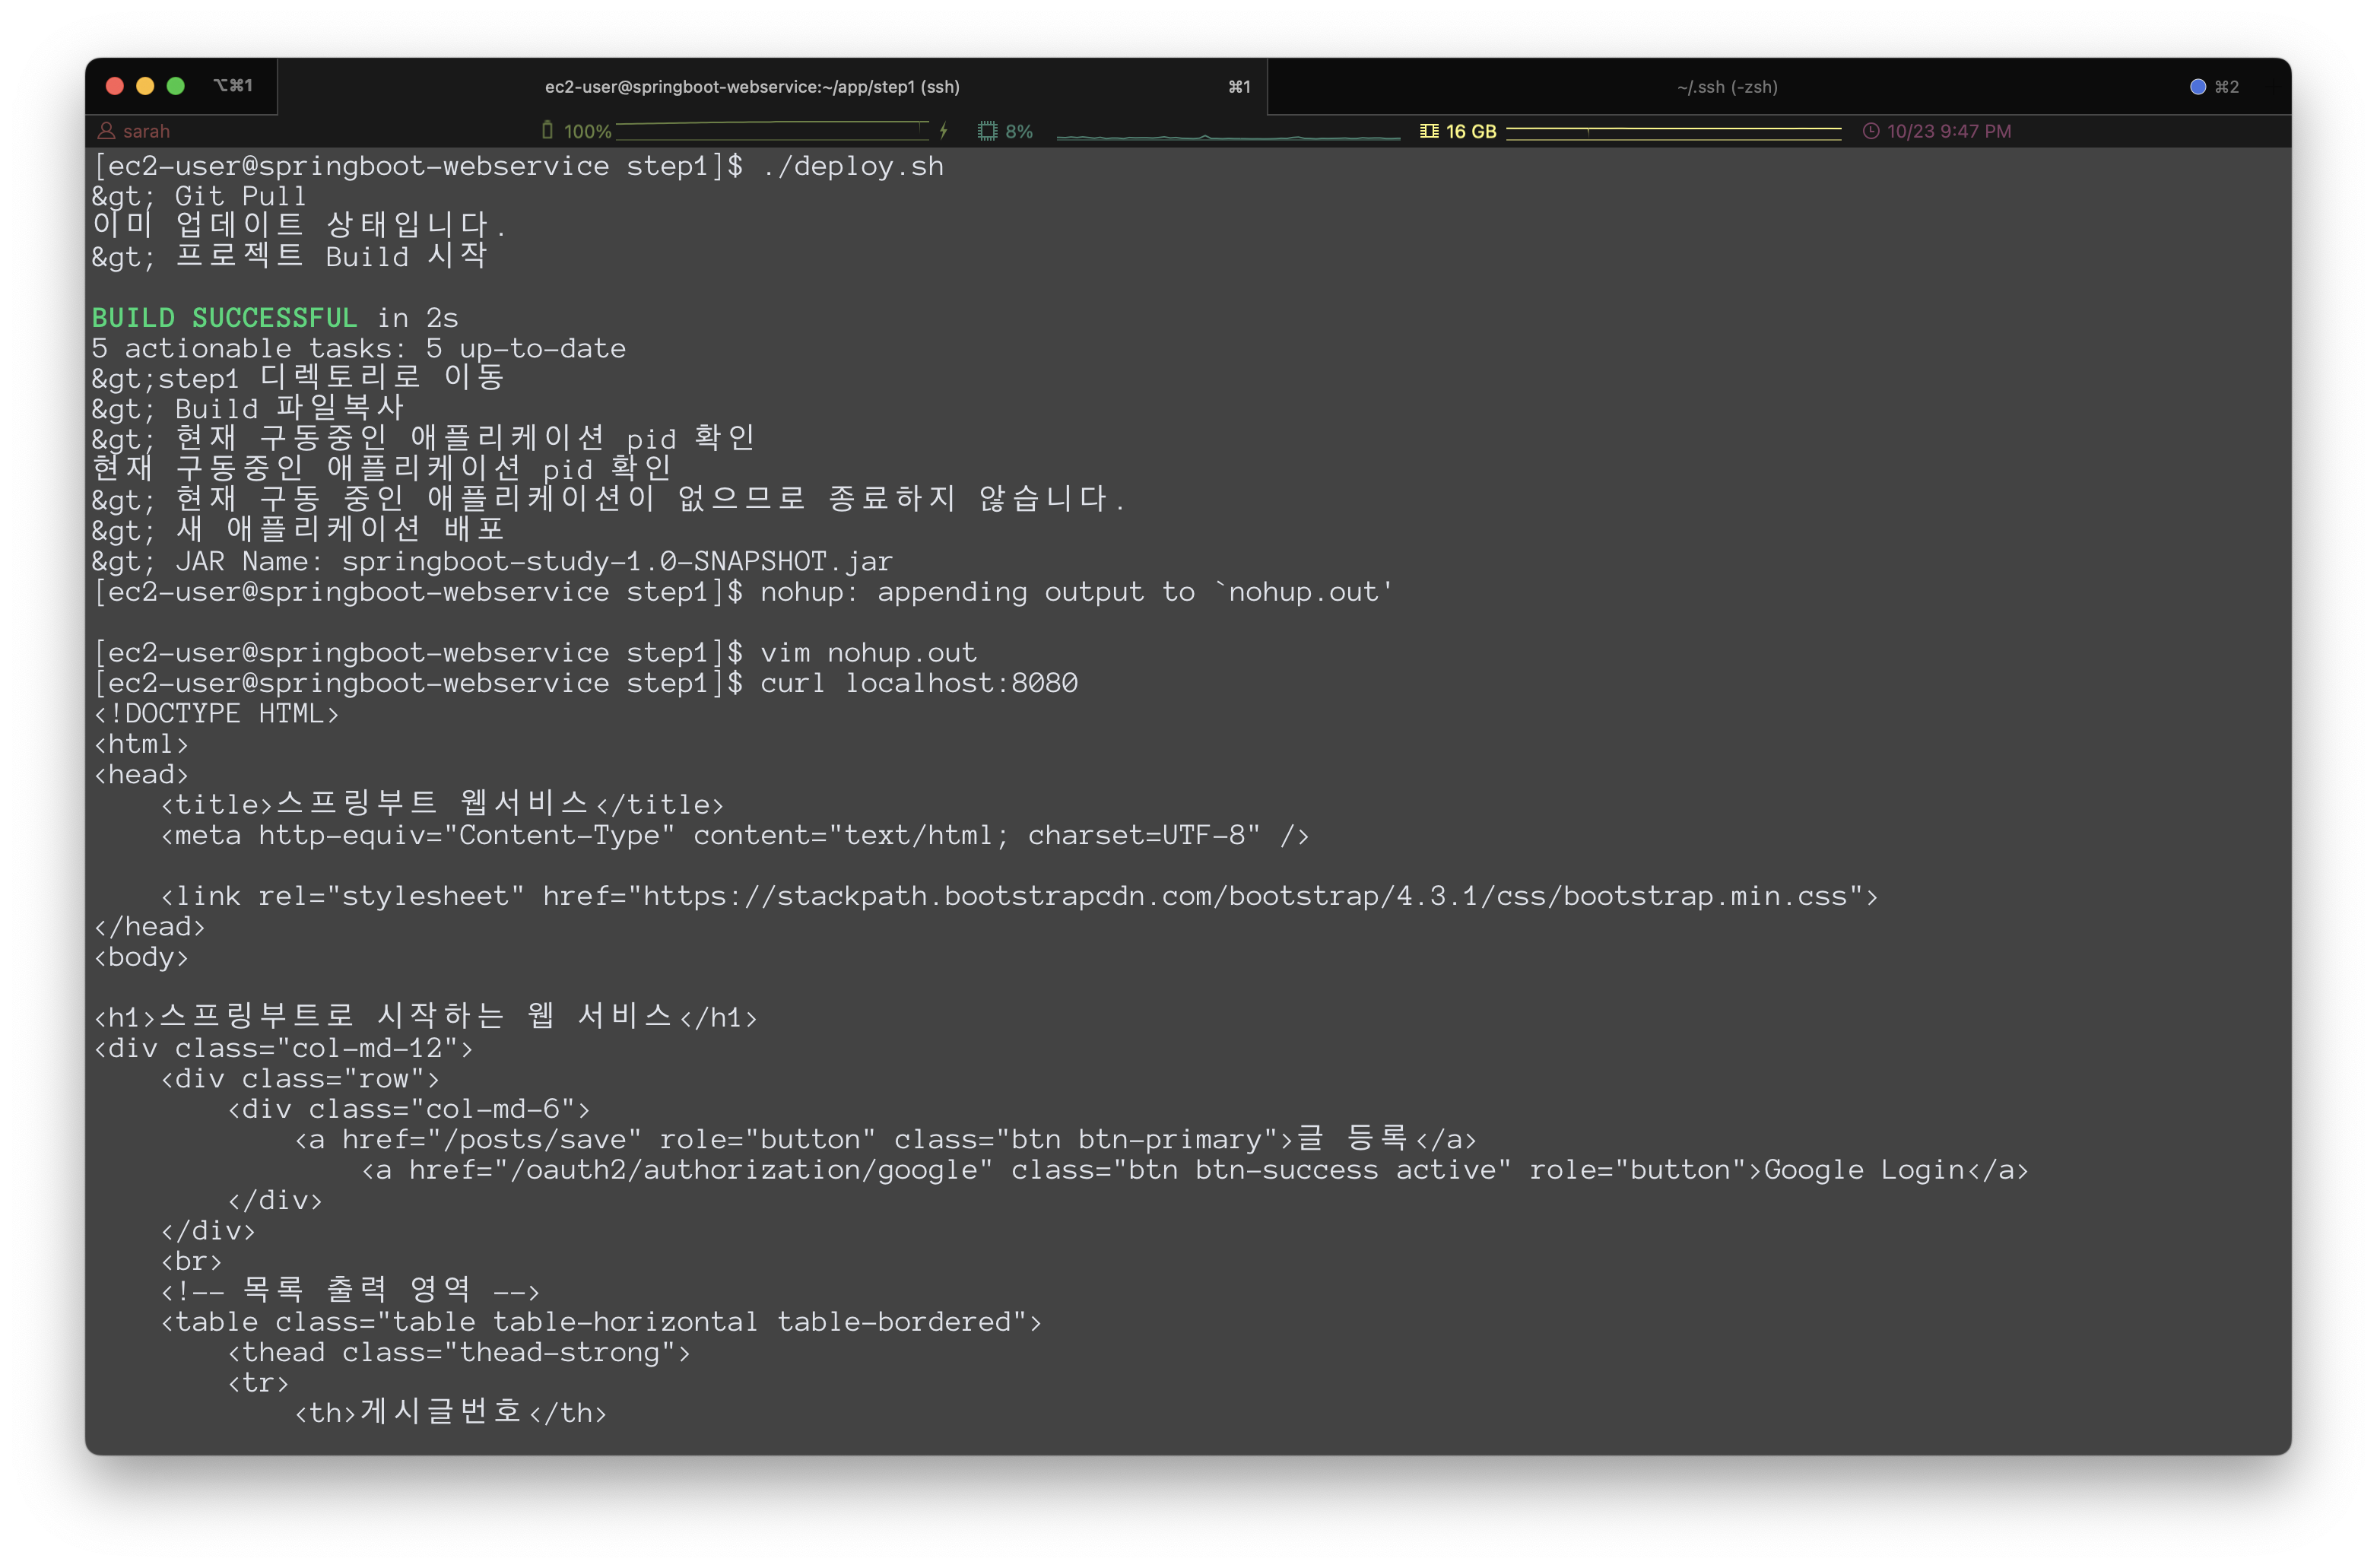 ⌥⌘1 ec2-user@springboot-webservice:~/app/step1 (ssh) ⌘1 ~/.ssh (-zsh) ⌘2
sarah 100% 8% 16 GB 10/23 9:47 PM
[ec2-user@springboot-webservice step1]$ ./deploy.sh
&gt; Git Pull
이미 업데이트 상태입니다.
&gt; 프로젝트 Build 시작
BUILD SUCCESSFUL in 2s
5 actionable tasks: 5 up-to-date
&gt;step1 디렉토리로 이동
&gt; Build 파일복사
&gt; 현재 구동중인 애플리케이션 pid 확인
현재 구동중인 애플리케이션 pid 확인
&gt; 현재 구동 중인 애플리케이션이 없으므로 종료하지 않습니다.
&gt; 새 애플리케이션 배포
&gt; JAR Name: springboot-study-1.0-SNAPSHOT.jar
[ec2-user@springboot-webservice step1]$ nohup: appending output to `nohup.out'
[ec2-user@springboot-webservice step1]$ vim nohup.out
[ec2-user@springboot-webservice step1]$ curl localhost:8080
<!DOCTYPE HTML>
<html>
<head>
    <title>스프링부트 웹서비스</title>
    <meta http-equiv="Content-Type" content="text/html; charset=UTF-8" />
    <link rel="stylesheet" href="https://stackpath.bootstrapcdn.com/bootstrap/4.3.1/css/bootstrap.min.css">
</head>
<body>
<h1>스프링부트로 시작하는 웹 서비스</h1>
<div class="col-md-12">
    <div class="row">
        <div class="col-md-6">
            <a href="/posts/save" role="button" class="btn btn-primary">글 등록</a>
                <a href="/oauth2/authorization/google" class="btn btn-success active" role="button">Google Login</a>
        </div>
    </div>
    <br>
    <!-- 목록 출력 영역 -->
    <table class="table table-horizontal table-bordered">
        <thead class="thead-strong">
        <tr>
            <th>게시글번호</th>